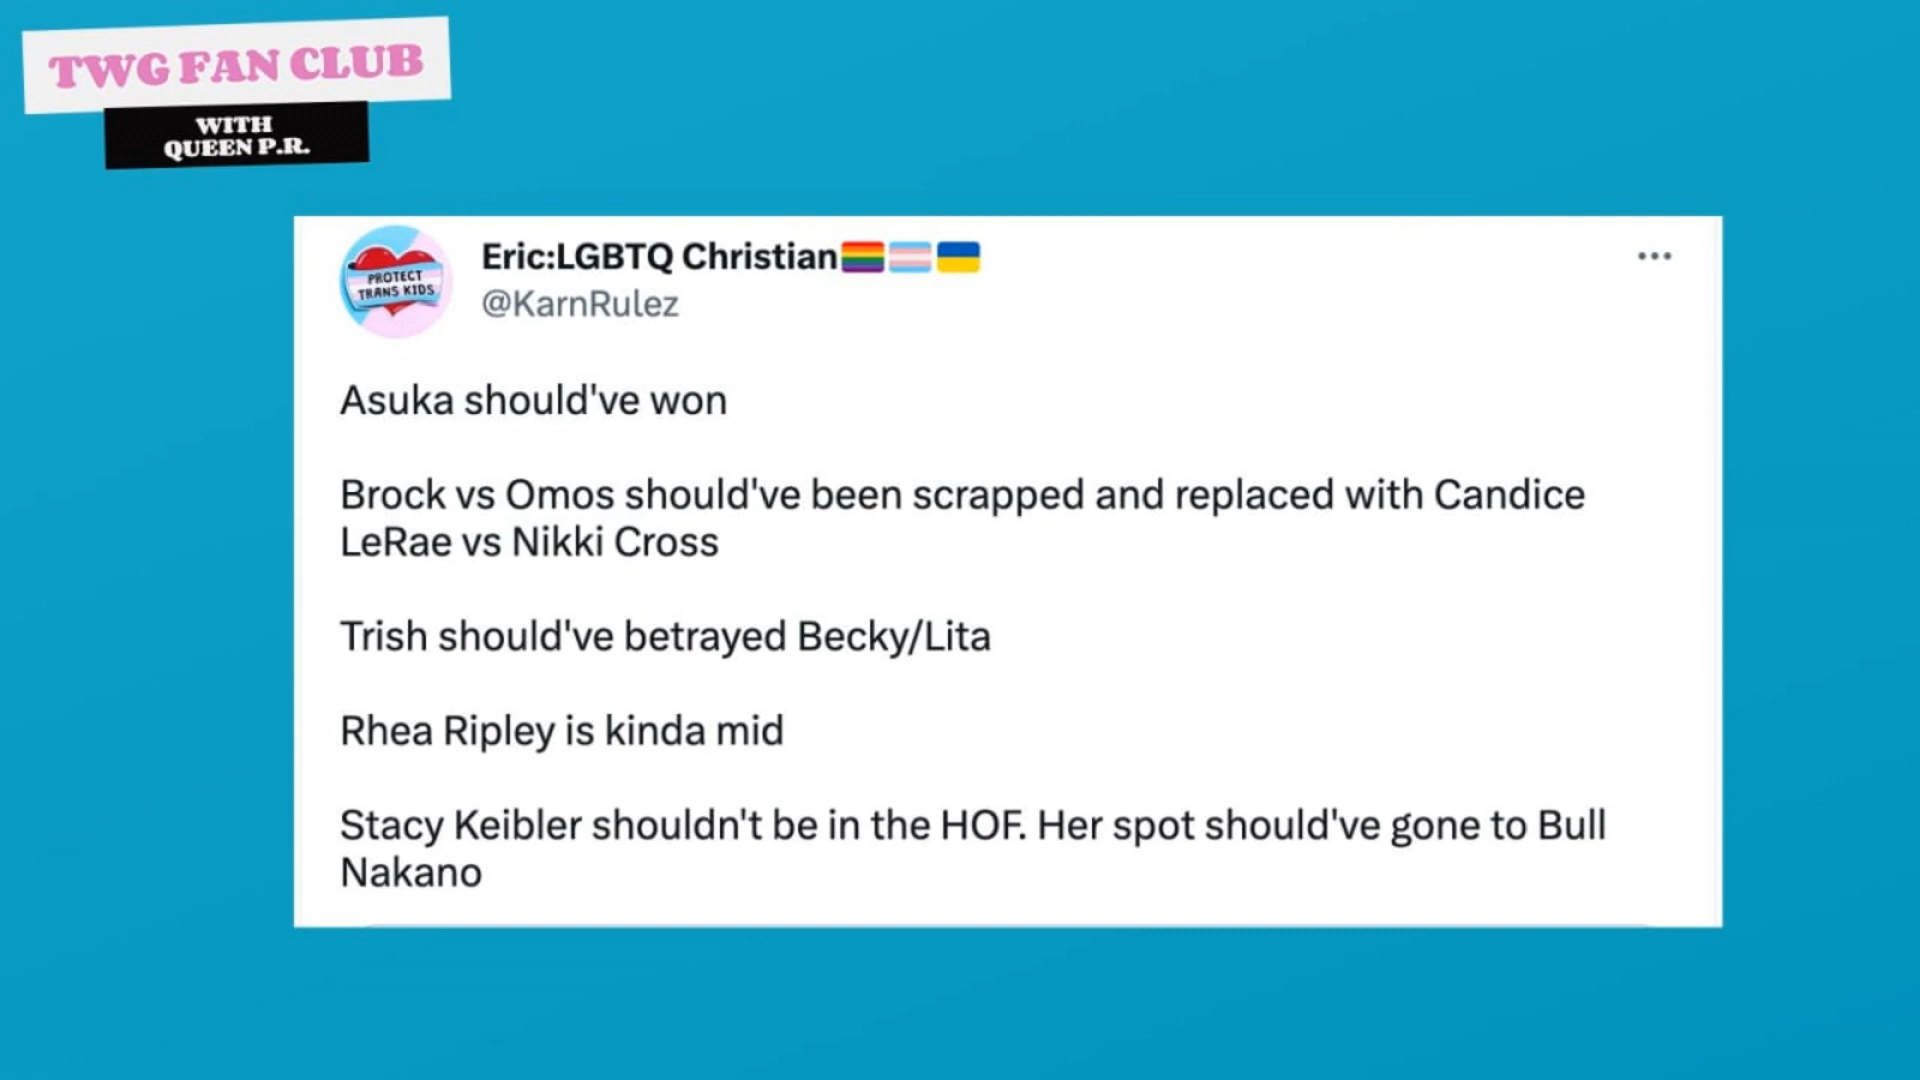 TWG FAN CLUB
WITH
QUEEN P.R.
Eric:LGBTQ Christian🏳️‍🌈🏳️‍⚧️🇺🇦
@KarnRulez
PROTECT
TRANS KIDS
Asuka should've won
Brock vs Omos should've been scrapped and replaced with Candice
LeRae vs Nikki Cross
Trish should've betrayed Becky/Lita
Rhea Ripley is kinda mid
Stacy Keibler shouldn't be in the HOF. Her spot should've gone to Bull
Nakano